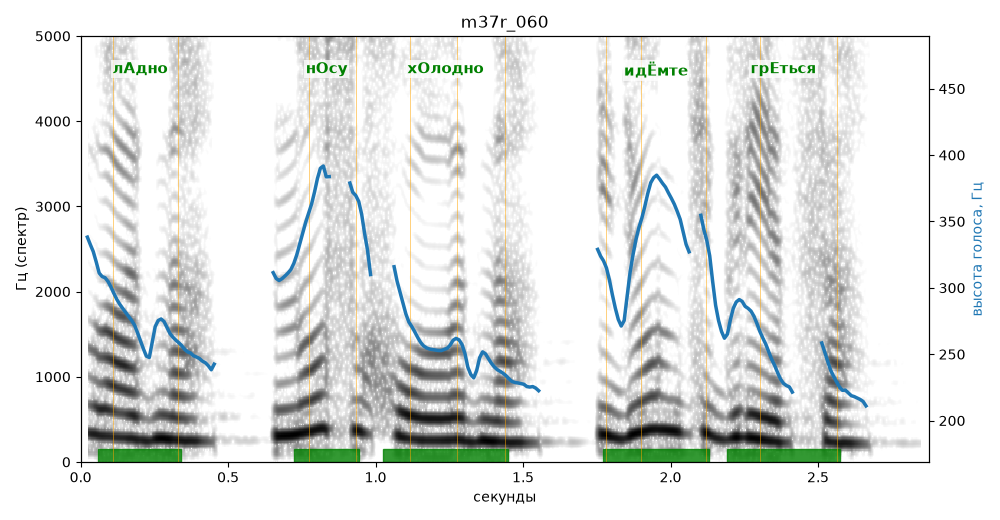 m37r_060
лАдно нОсу хОлодно идЁмте грЕться
Гц (спектр)
5000
4000
3000
2000
1000
0
450
400
350
300
250
200
высота голоса, Гц
0.0 0.5 1.0 1.5 2.0 2.5
секунды